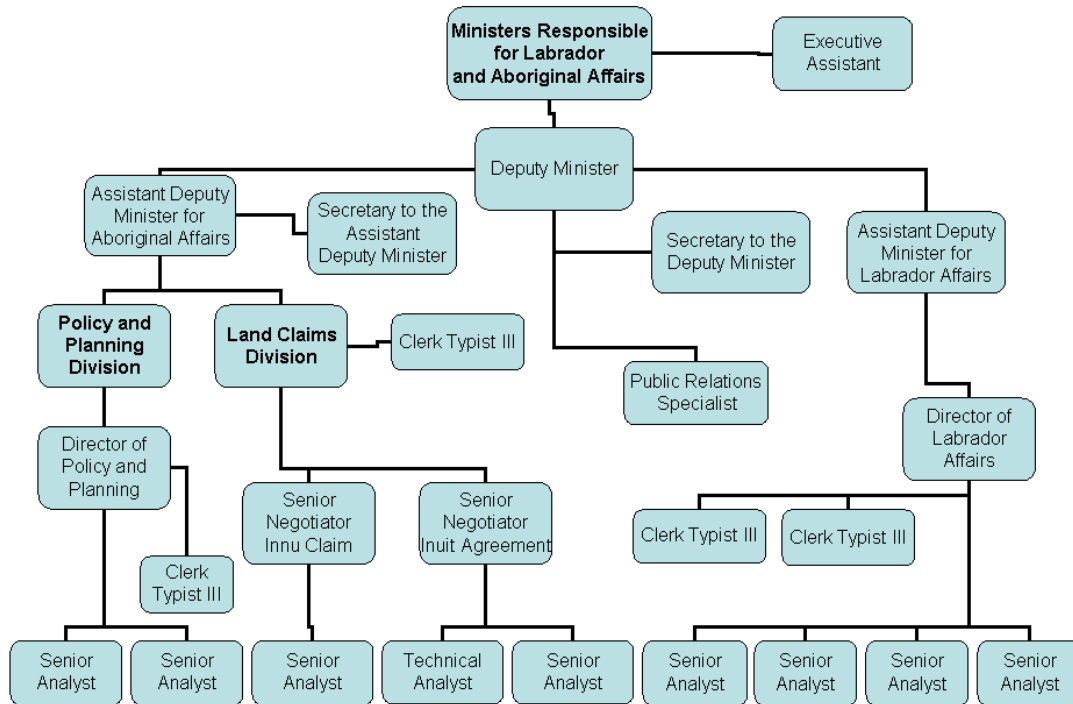 Ministers Responsible
for Labrador
and Aboriginal Affairs
Executive
Assistant
Deputy Minister
Assistant Deputy
Minister for
Aboriginal Affairs
Secretary to the
Assistant
Deputy Minister
Secretary to the
Deputy Minister
Assistant Deputy
Minister for
Labrador Affairs
Policy and
Planning
Division
Land Claims
Division
Clerk Typist III
Public Relations
Specialist
Director of
Labrador
Affairs
Director of
Policy and
Planning
Senior
Negotiator
Innu Claim
Senior
Negotiator
Inuit Agreement
Clerk Typist III
Clerk Typist III
Clerk
Typist III
Senior
Analyst
Senior
Analyst
Senior
Analyst
Technical
Analyst
Senior
Analyst
Senior
Analyst
Senior
Analyst
Senior
Analyst
Senior
Analyst